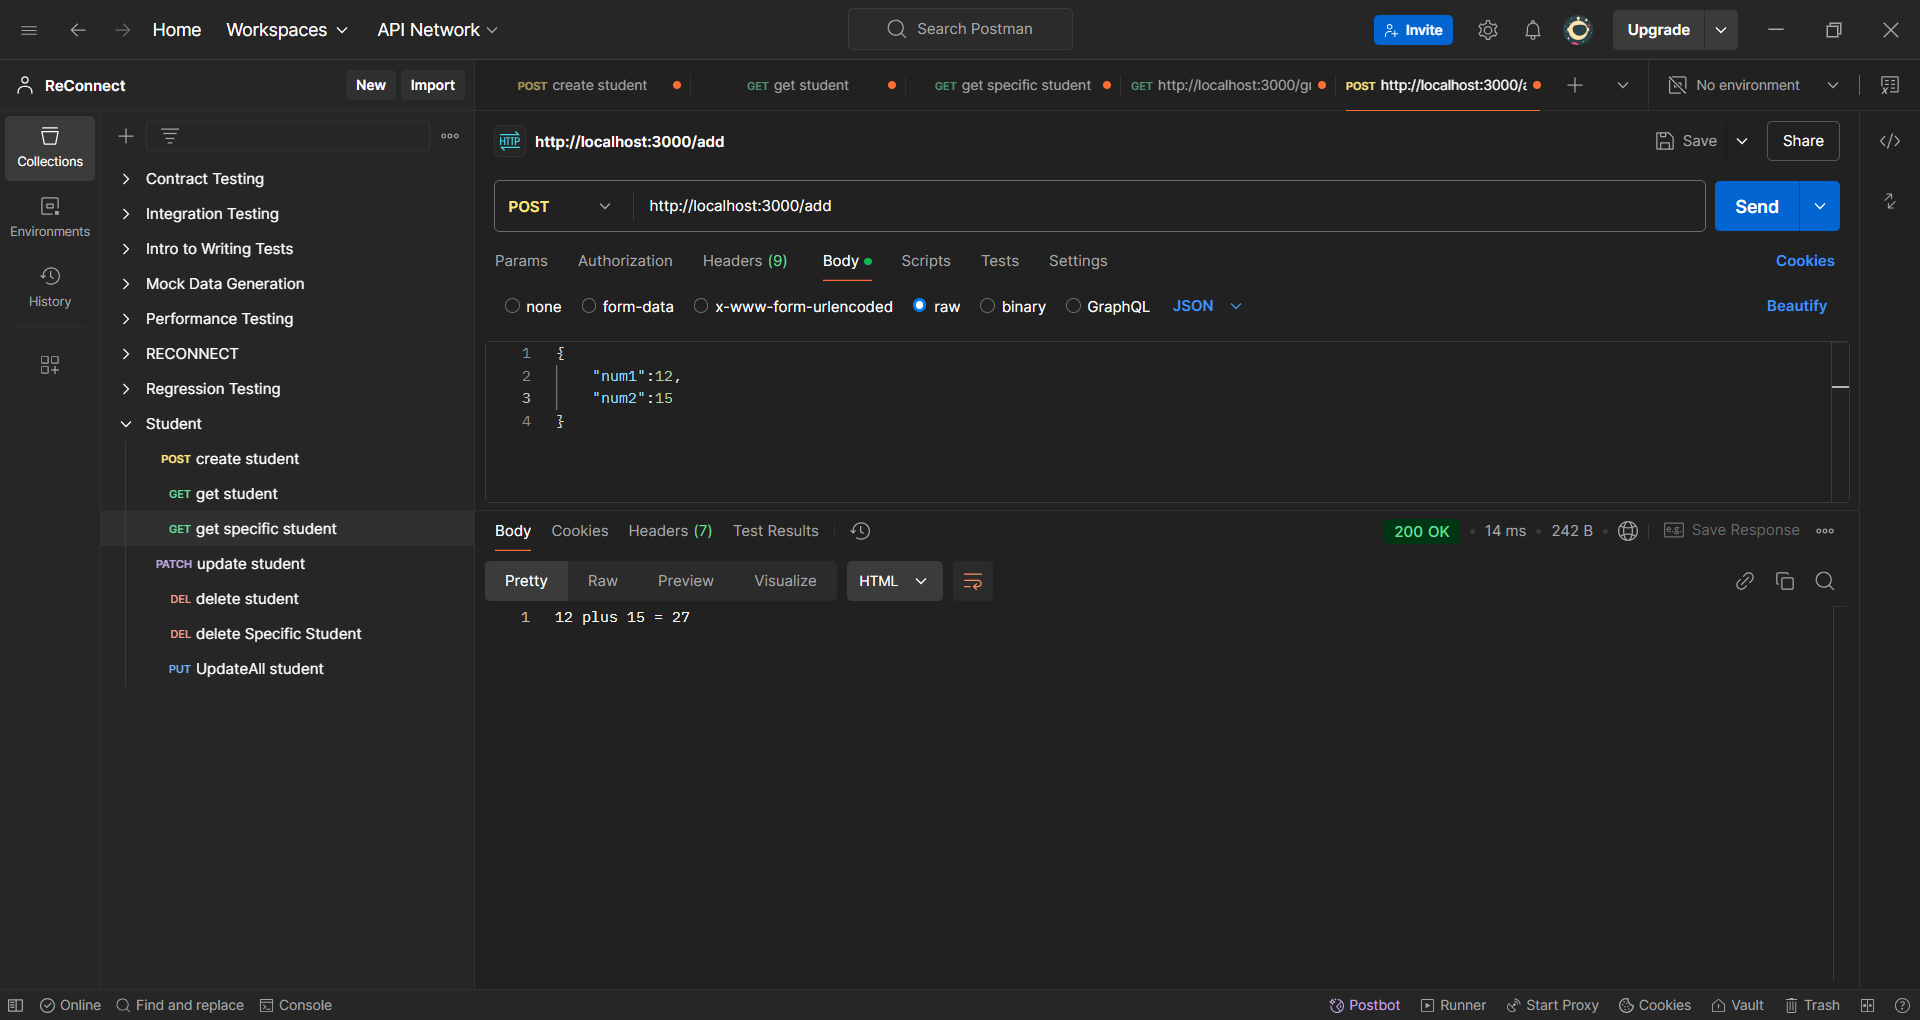 Home Workspaces API Network Search Postman Invite Upgrade
ReConnect New Import POST create student GET get student GET get specific student GET http://localhost:3000/gr POST http://localhost:3000/a No environment
Collections
Environments
History
Contract Testing
Integration Testing
Intro to Writing Tests
Mock Data Generation
Performance Testing
RECONNECT
Regression Testing
Student
POST create student
GET get student
GET get specific student
PATCH update student
DEL delete student
DEL delete Specific Student
PUT UpdateAll student
HTTP http://localhost:3000/add Save Share
POST http://localhost:3000/add Send
Params Authorization Headers (9) Body Scripts Tests Settings Cookies
none form-data x-www-form-urlencoded raw binary GraphQL JSON Beautify
1 {
2 "num1":12,
3 "num2":15
4 }
Body Cookies Headers (7) Test Results 200 OK 14 ms 242 B e.g. Save Response
Pretty Raw Preview Visualize HTML
1 12 plus 15 = 27
Online Find and replace Console Postbot Runner Start Proxy Cookies Vault Trash